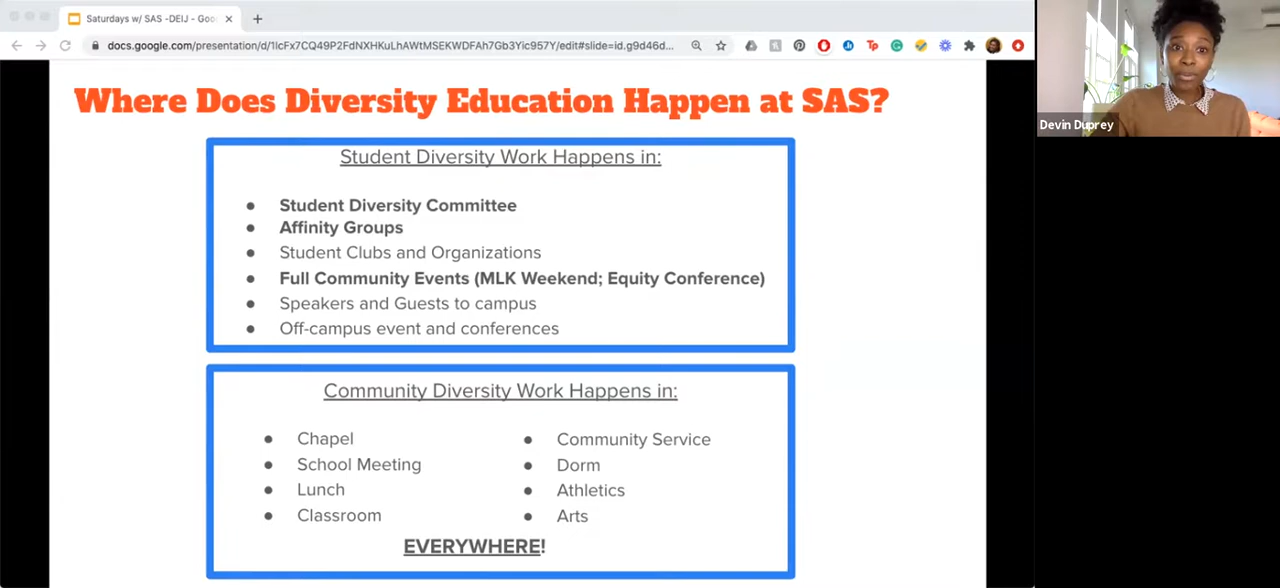 Saturdays w/ SAS -DEIJ - Goo
docs.google.com/presentation/d/1IcFx7CQ49P2FdNXHKuLhAWtMSEKWDFAh7Gb3Yic957Y/edit#slide=id.g9d46d...
Where Does Diversity Education Happen at SAS?
Student Diversity Work Happens in:
● Student Diversity Committee
● Affinity Groups
● Student Clubs and Organizations
● Full Community Events (MLK Weekend; Equity Conference)
● Speakers and Guests to campus
● Off-campus event and conferences
Community Diversity Work Happens in:
● Chapel
● School Meeting
● Lunch
● Classroom
● Community Service
● Dorm
● Athletics
● Arts
EVERYWHERE!
Devin Duprey